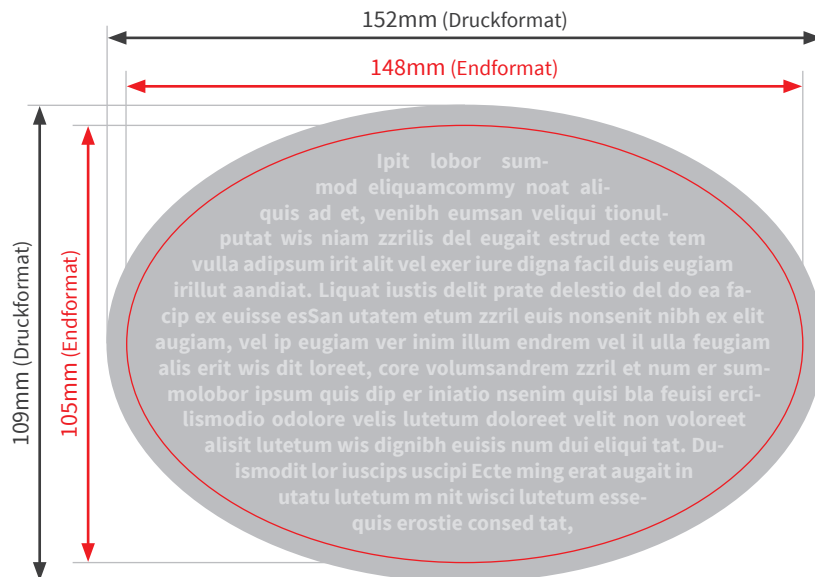 152mm (Druckformat)
148mm (Endformat)
109mm (Druckformat)
105mm (Endformat)
Ipit lobor sum-
mod eliquamcommy noat ali-
quis ad et, venibh eumsan veliqui tionul-
putat wis niam zzrilis del eugait estrud ecte tem
vulla adipsum irit alit vel exer iure digna facil duis eugiam
irillut aandiat. Liquat iustis delit prate delestio del do ea fa-
cip ex euisse esSan utatem etum zzril euis nonsenit nibh ex elit
augiam, vel ip eugiam ver inim illun endrem vel il ulla feugiam
alis erit wis dit loreet, core volumsandrem zzril et num er sum-
molobor ipsum quis dip er iniatio nsenim quisi bla feuisi erci-
lismodio odolore velis lutetum doloreet velit non voloreet
alisit lutetum wis dignibh euisis num dui eliqui tat. Du-
ismodit lor iuscips uscipi Ecte ming erat augait in
utatu lutetum m nit wisci lutetum esse-
quis erostie consed tat,